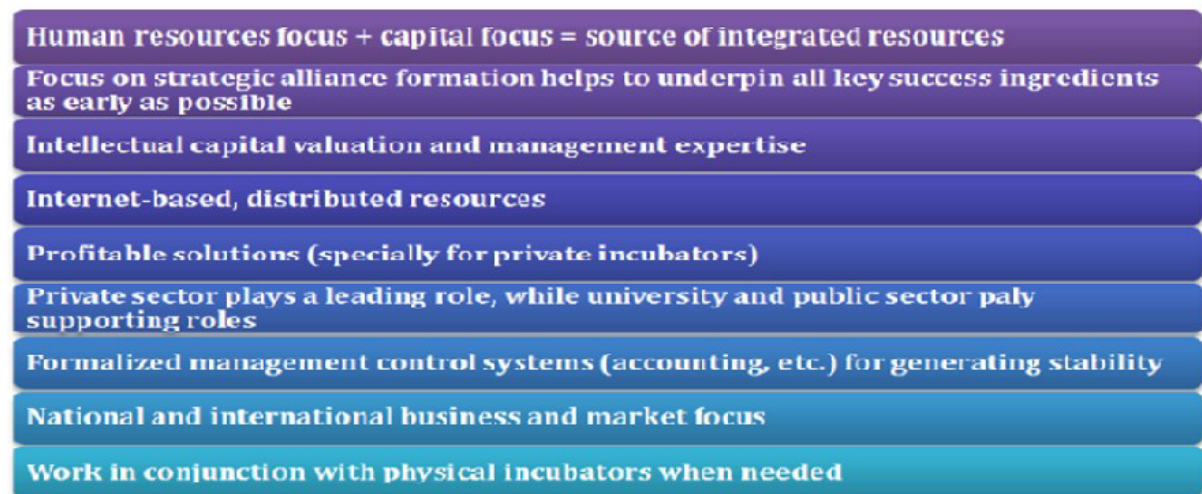 Human resources focus + capital focus = source of integrated resources
Focus on strategic alliance formation helps to underpin all key success ingredients
as early as possible
Intellectual capital valuation and management expertise
Internet-based, distributed resources
Profitable solutions (specially for private incubators)
Private sector plays a leading role, while university and public sector paly
supporting roles
Formalized management control systems (accounting, etc.) for generating stability
National and international business and market focus
Work in conjunction with physical incubators when needed